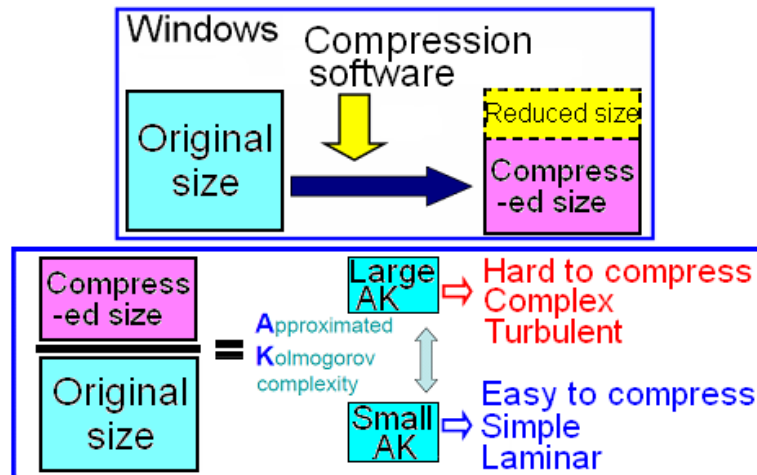 Windows
Compression
software
Original
size
Reduced size
Compress
-ed size
Compress
-ed size
Original
size
=
Approximated
Kolmogorov
complexity
Large
AK
Hard to compress
Complex
Turbulent
Small
AK
Easy to compress
Simple
Laminar